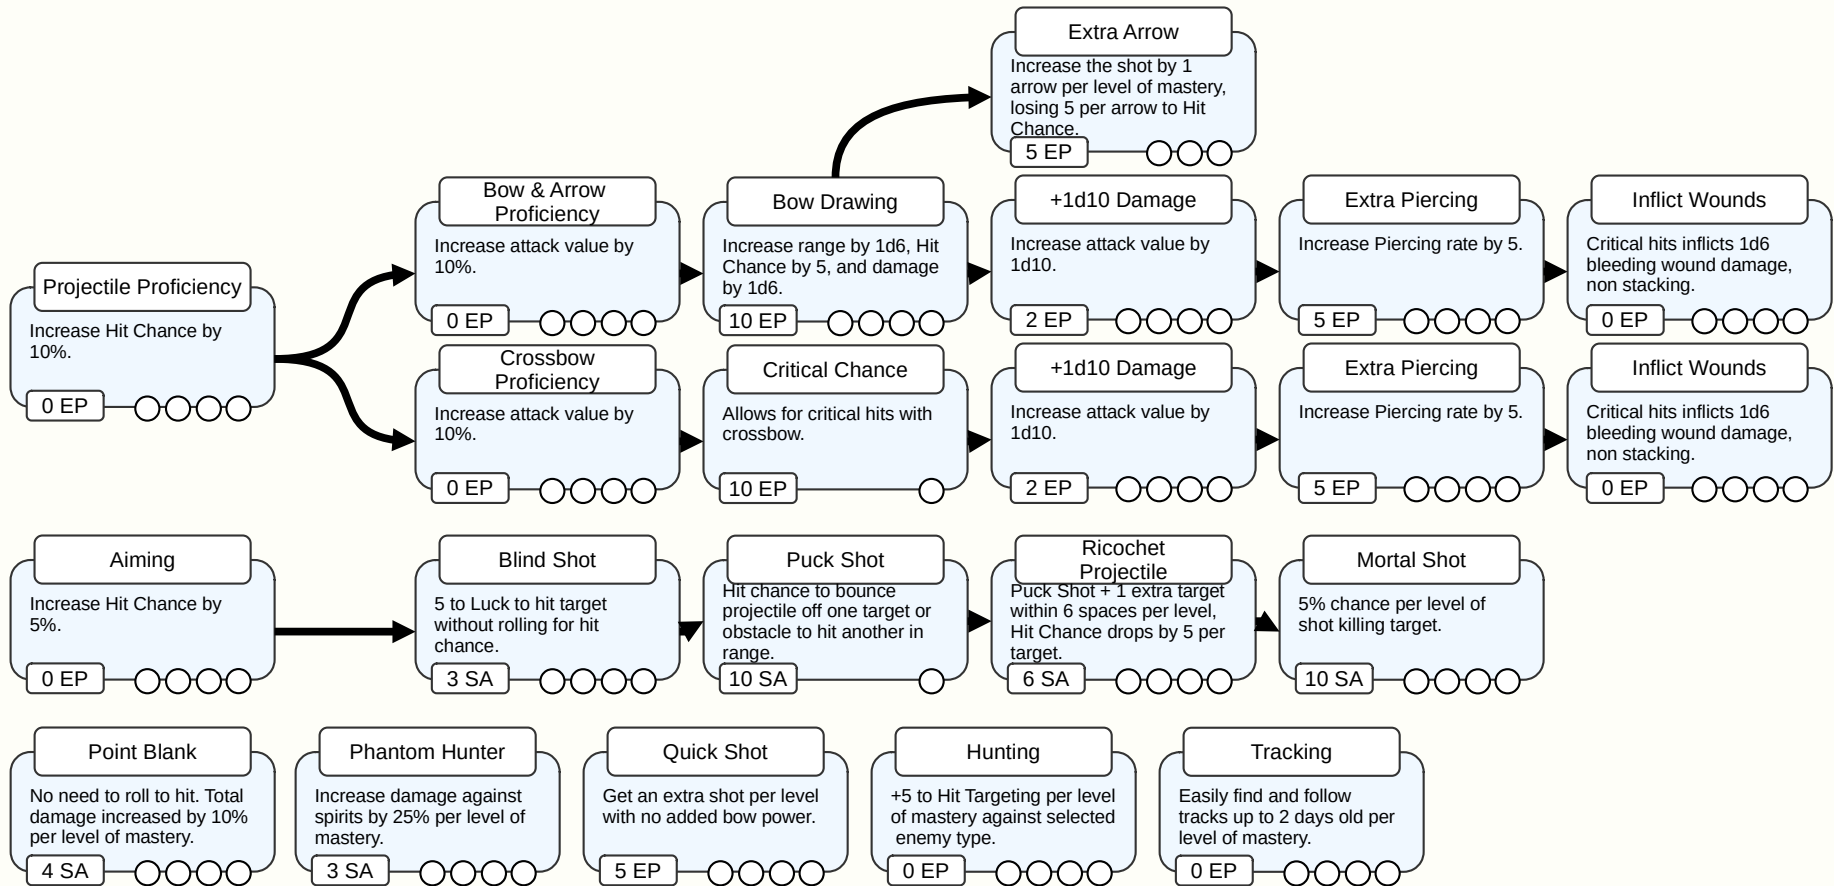 Extra Arrow
Increase the shot by 1
arrow per level of mastery,
losing 5 per arrow to Hit
Chance.
5 EP
Projectile Proficiency
Increase Hit Chance by
10%.
0 EP
Bow & Arrow
Proficiency
Increase attack value by
10%.
0 EP
Bow Drawing
Increase range by 1d6, Hit
Chance by 5, and damage
by 1d6.
10 EP
+1d10 Damage
Increase attack value by
1d10.
2 EP
Extra Piercing
Increase Piercing rate by 5.
5 EP
Inflict Wounds
Critical hits inflicts 1d6
bleeding wound damage,
non stacking.
0 EP
Crossbow
Proficiency
Increase attack value by
10%.
0 EP
Critical Chance
Allows for critical hits with
crossbow.
10 EP
+1d10 Damage
Increase attack value by
1d10.
2 EP
Extra Piercing
Increase Piercing rate by 5.
5 EP
Inflict Wounds
Critical hits inflicts 1d6
bleeding wound damage,
non stacking.
0 EP
Aiming
Increase Hit Chance by
5%.
0 EP
Blind Shot
5 to Luck to hit target
without rolling for hit
chance.
3 SA
Puck Shot
Hit chance to bounce
projectile off one target or
obstacle to hit another in
range.
10 SA
Ricochet
Projectile
Puck Shot + 1 extra target
within 6 spaces per level,
Hit Chance drops by 5 per
target.
6 SA
Mortal Shot
5% chance per level of
shot killing target.
10 SA
Point Blank
No need to roll to hit. Total
damage increased by 10%
per level of mastery.
4 SA
Phantom Hunter
Increase damage against
spirits by 25% per level of
mastery.
3 SA
Quick Shot
Get an extra shot per level
with no added bow power.
5 EP
Hunting
+5 to Hit Targeting per level
of mastery against selected
enemy type.
0 EP
Tracking
Easily find and follow
tracks up to 2 days old per
level of mastery.
0 EP